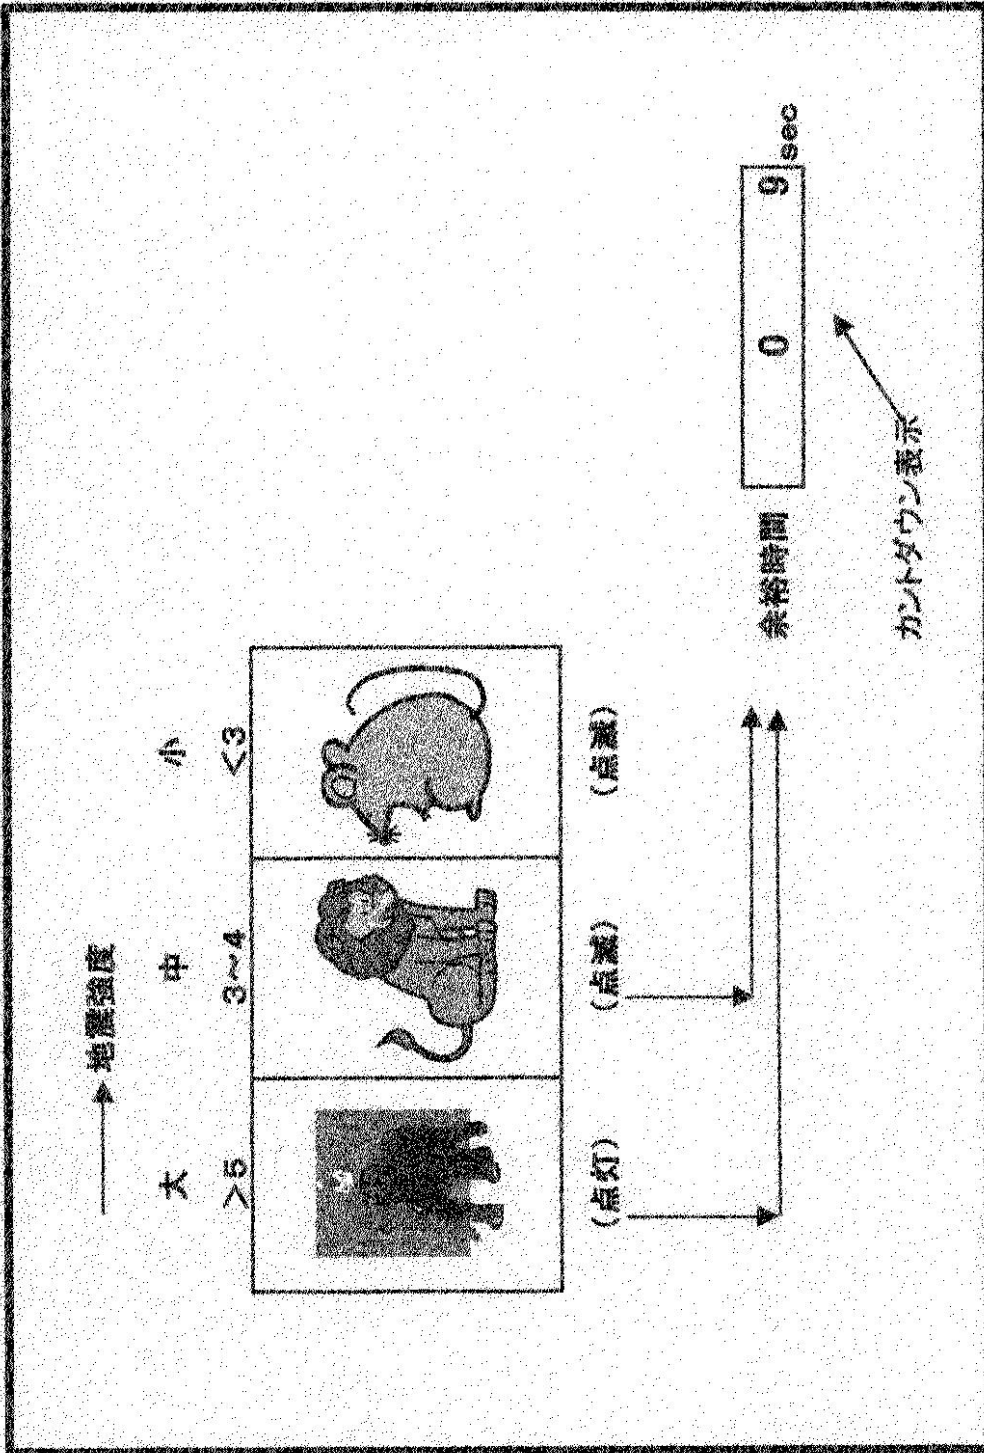 地震強度
大 中 小
>5 3〜4 <3
(点灯) (点滅) (点滅)
余裕時間 0 9 sec
カントダウン表示